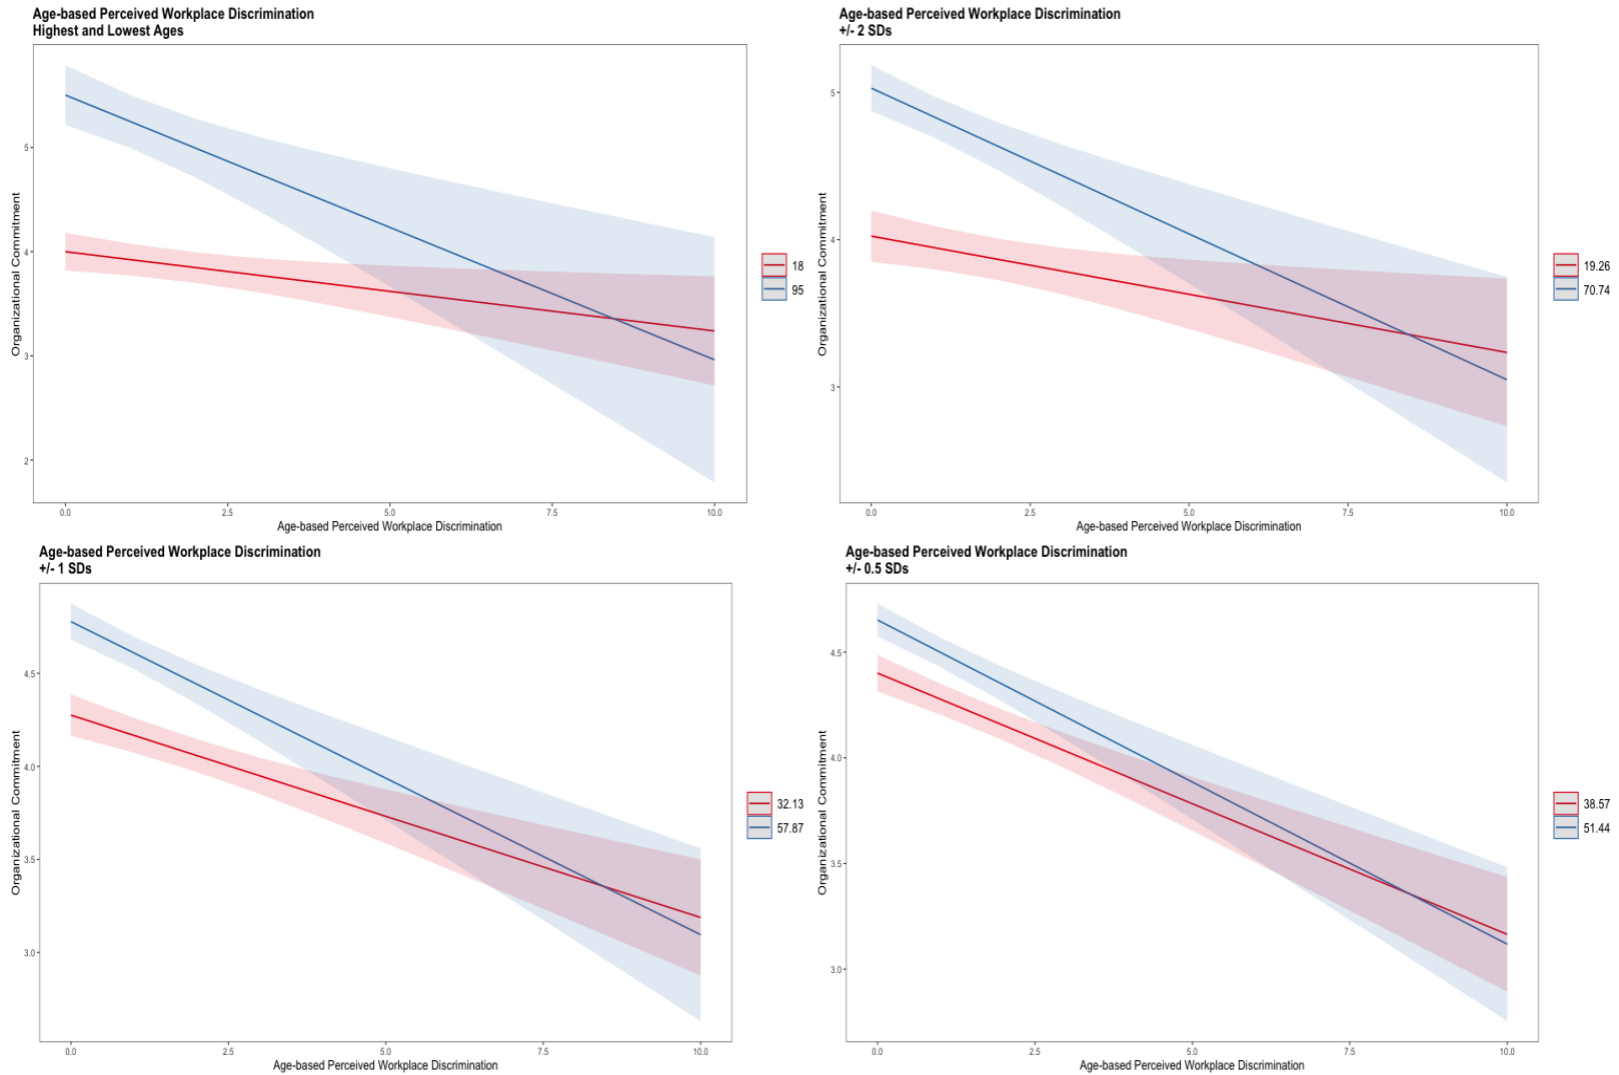 Age-based Perceived Workplace Discrimination
Highest and Lowest Ages
Organizational Commitment
5
4
3
2
0.0 2.5 5.0 7.5 10.0
Age-based Perceived Workplace Discrimination
18
95
Age-based Perceived Workplace Discrimination
+/- 2 SDs
Organizational Commitment
5
4
3
0.0 2.5 5.0 7.5 10.0
Age-based Perceived Workplace Discrimination
19.26
70.74
Age-based Perceived Workplace Discrimination
+/- 1 SDs
Organizational Commitment
4.5
4.0
3.5
3.0
0.0 2.5 5.0 7.5 10.0
Age-based Perceived Workplace Discrimination
32.13
57.87
Age-based Perceived Workplace Discrimination
+/- 0.5 SDs
Organizational Commitment
4.5
4.0
3.5
3.0
0.0 2.5 5.0 7.5 10.0
Age-based Perceived Workplace Discrimination
38.57
51.44